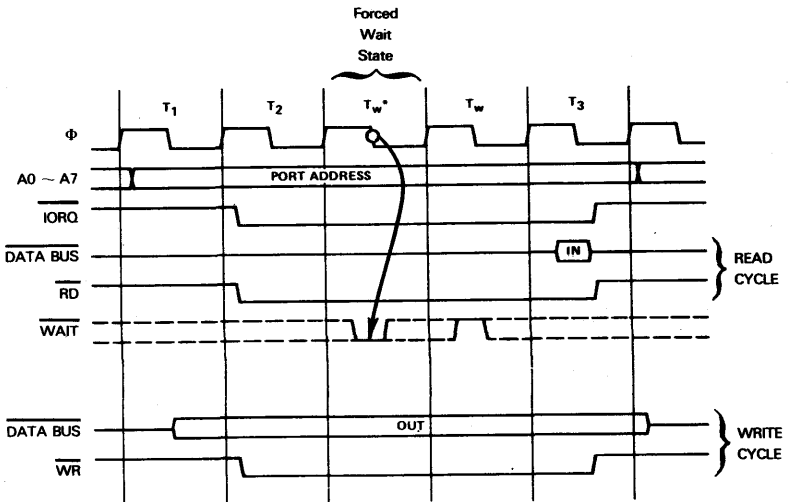 Forced
Wait
State
T1 T2 Tw* Tw T3
Φ
A0 ~ A7 PORT ADDRESS
IORQ
DATA BUS IN READ
RD CYCLE
WAIT
DATA BUS OUT WRITE
WR CYCLE